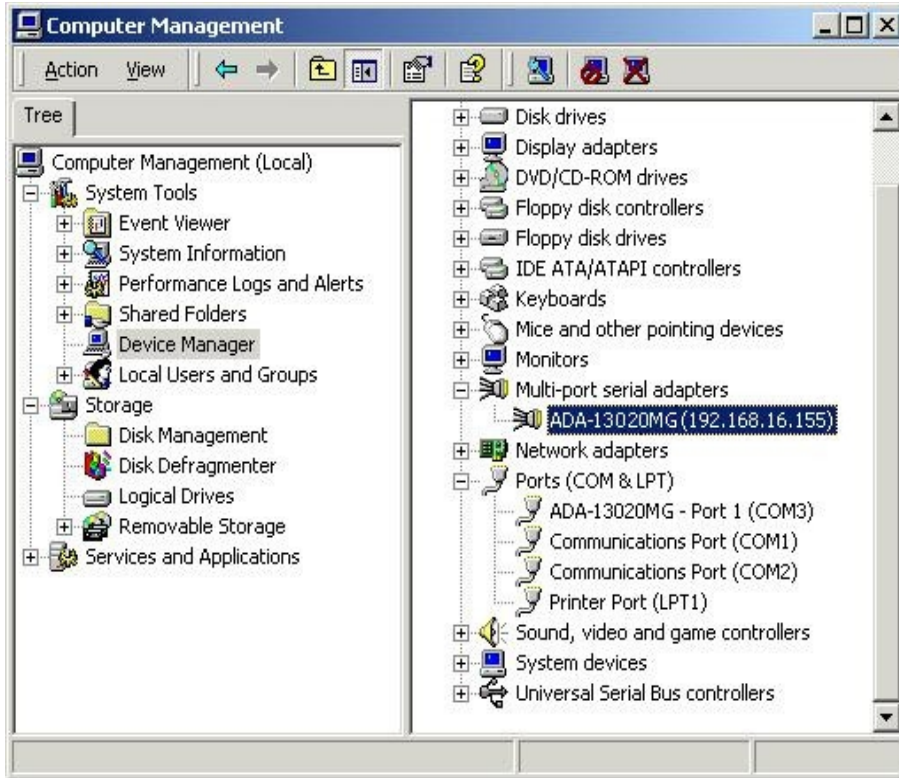 Computer Management
Action View
Tree
Computer Management (Local)
System Tools
Event Viewer
System Information
Performance Logs and Alerts
Shared Folders
Device Manager
Local Users and Groups
Storage
Disk Management
Disk Defragmenter
Logical Drives
Removable Storage
Services and Applications
Disk drives
Display adapters
DVD/CD-ROM drives
Floppy disk controllers
Floppy disk drives
IDE ATA/ATAPI controllers
Keyboards
Mice and other pointing devices
Monitors
Multi-port serial adapters
ADA-13020MG(192.168.16.155)
Network adapters
Ports (COM & LPT)
ADA-13020MG - Port 1 (COM3)
Communications Port (COM1)
Communications Port (COM2)
Printer Port (LPT1)
Sound, video and game controllers
System devices
Universal Serial Bus controllers